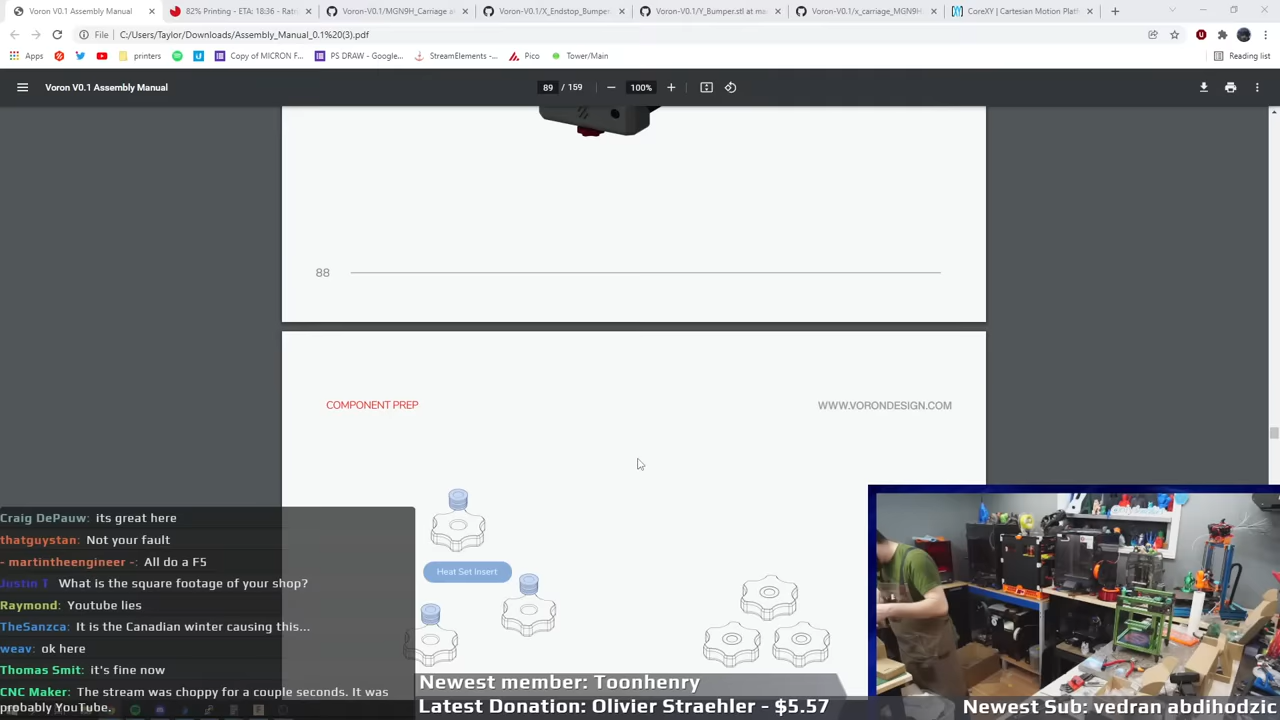 Voron V0.1 Assembly Manual
82% Printing - ETA: 18:36 - Rat
Voron-V0.1/MGN9H_Carriage a
Voron-V0.1/X_Endstop_Bumper.
Voron-V0.1/Y_Bumper.stl at ma
Voron-V0.1/x_carriage_MGN9H
CoreXY | Cartesian Motion Platf
File
C:/Users/Taylor/Downloads/Assembly_Manual_0.1%20(3).pdf
Apps
printers
Copy of MICRON F...
PS DRAW - Google...
StreamElements -...
Pico
Tower/Main
Reading list
Voron V0.1 Assembly Manual
89 / 159
100%
88
COMPONENT PREP
WWW.VORONDESIGN.COM
Heat Set Insert
Craig DePauw: its great here
thatguystan: Not your fault
- martintheengineer -: All do a F5
Justin T What is the square footage of your shop?
Raymond: Youtube lies
TheSanzca: It is the Canadian winter causing this...
weav: ok here
Thomas Smit: it's fine now
CNC Maker: The stream was choppy for a couple seconds. It was
probably YouTube.
Newest member: Toonhenry
Latest Donation: Olivier Straehler - $5.57
Newest Sub: vedran abdihodzic